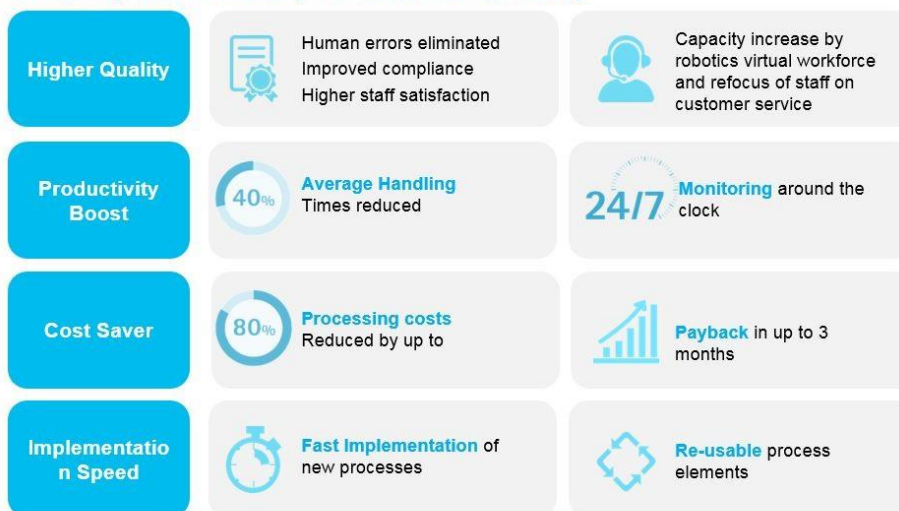 Higher Quality
Human errors eliminated
Improved compliance
Higher staff satisfaction
Capacity increase by
robotics virtual workforce
and refocus of staff on
customer service
Productivity
Boost
40%
Average Handling
Times reduced
24/7
Monitoring around the
clock
Cost Saver
80%
Processing costs
Reduced by up to
Payback in up to 3
months
Implementatio
n Speed
Fast Implementation of
new processes
Re-usable process
elements